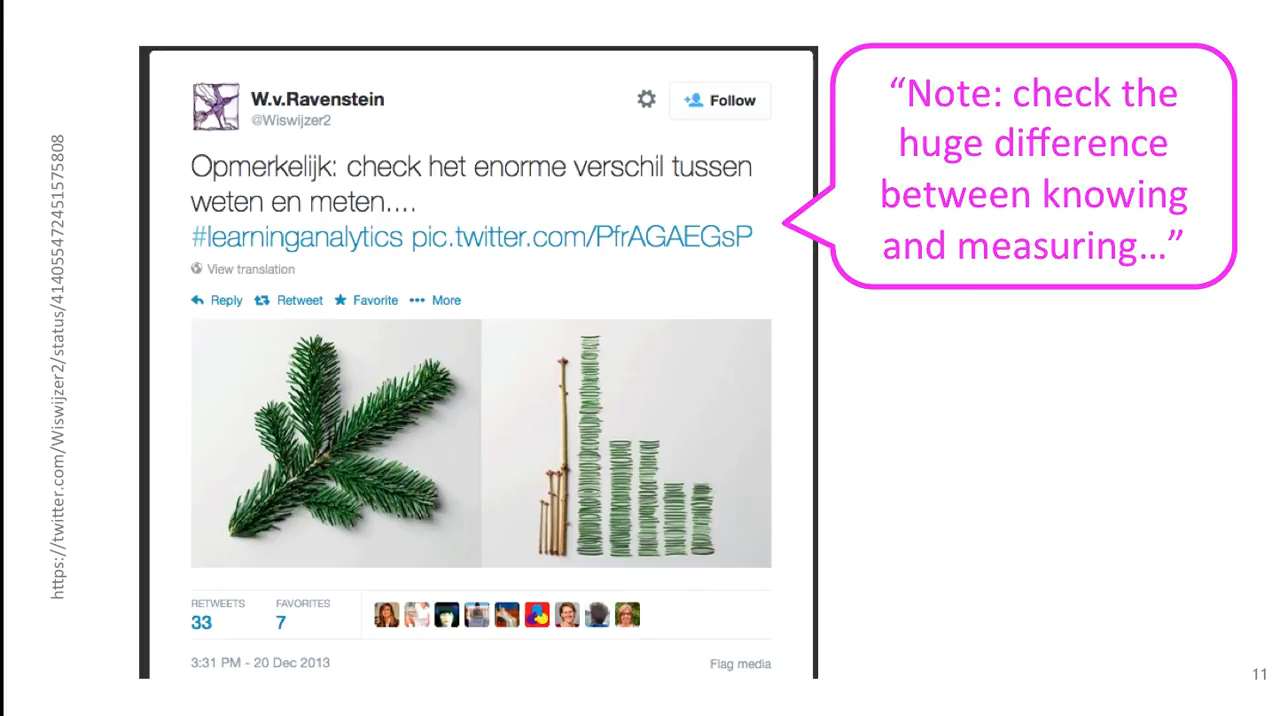 https://twitter.com/Wiswijzer2/status/414055472451575808
W.v.Ravenstein
@Wiswijzer2
Follow
Opmerkelijk: check het enorme verschil tussen
weten en meten....
#learninganalytics pic.twitter.com/PfrAGAEGsP
View translation
Reply Retweet Favorite More
RETWEETS FAVORITES
33 7
3:31 PM - 20 Dec 2013 Flag media
“Note: check the
huge difference
between knowing
and measuring…”
11